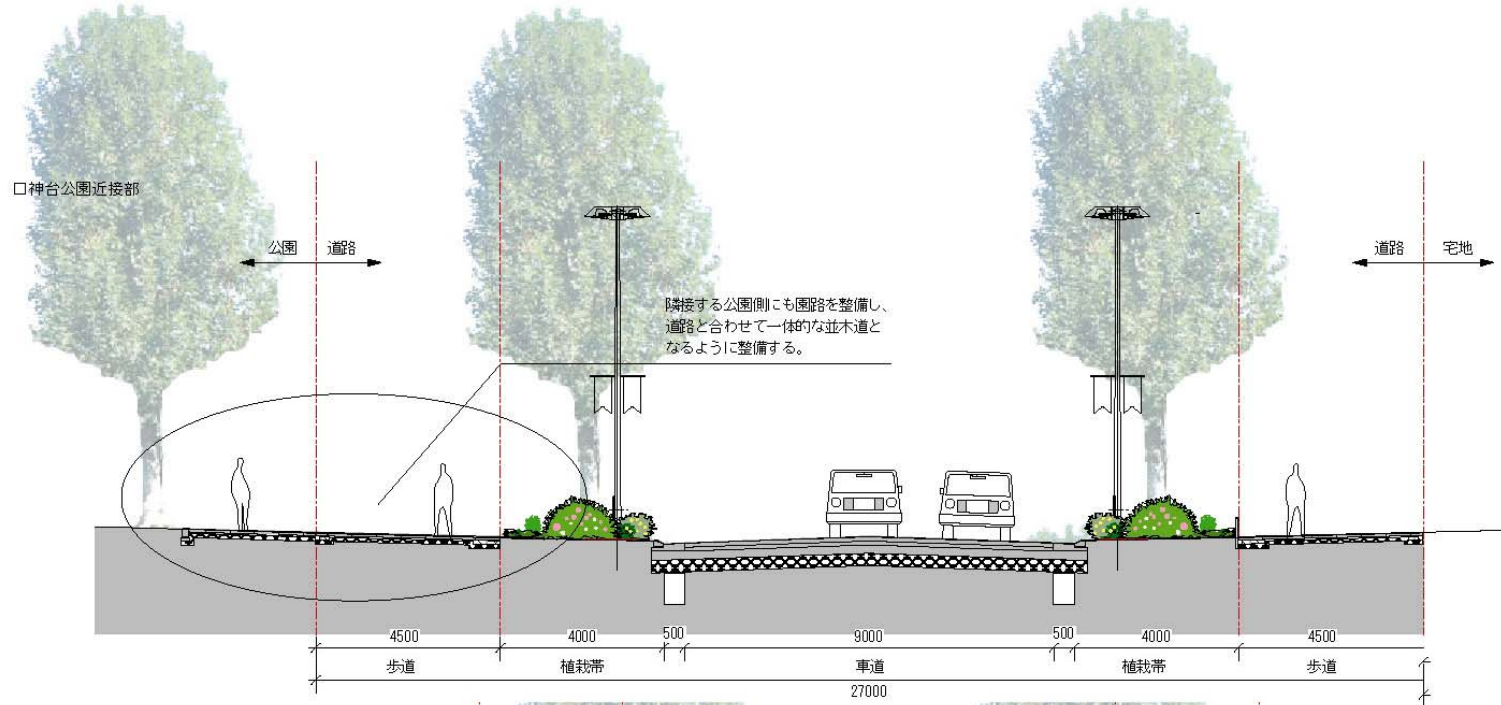 口神台公園近接部
公園 道路
道路 宅地
隣接する公園側にも園路を整備し、
道路と合わせて一体的な並木道と
なるように整備する。
4500 4000 500 9000 500 4000 4500
歩道 植栽帯 車道 植栽帯 歩道
27000